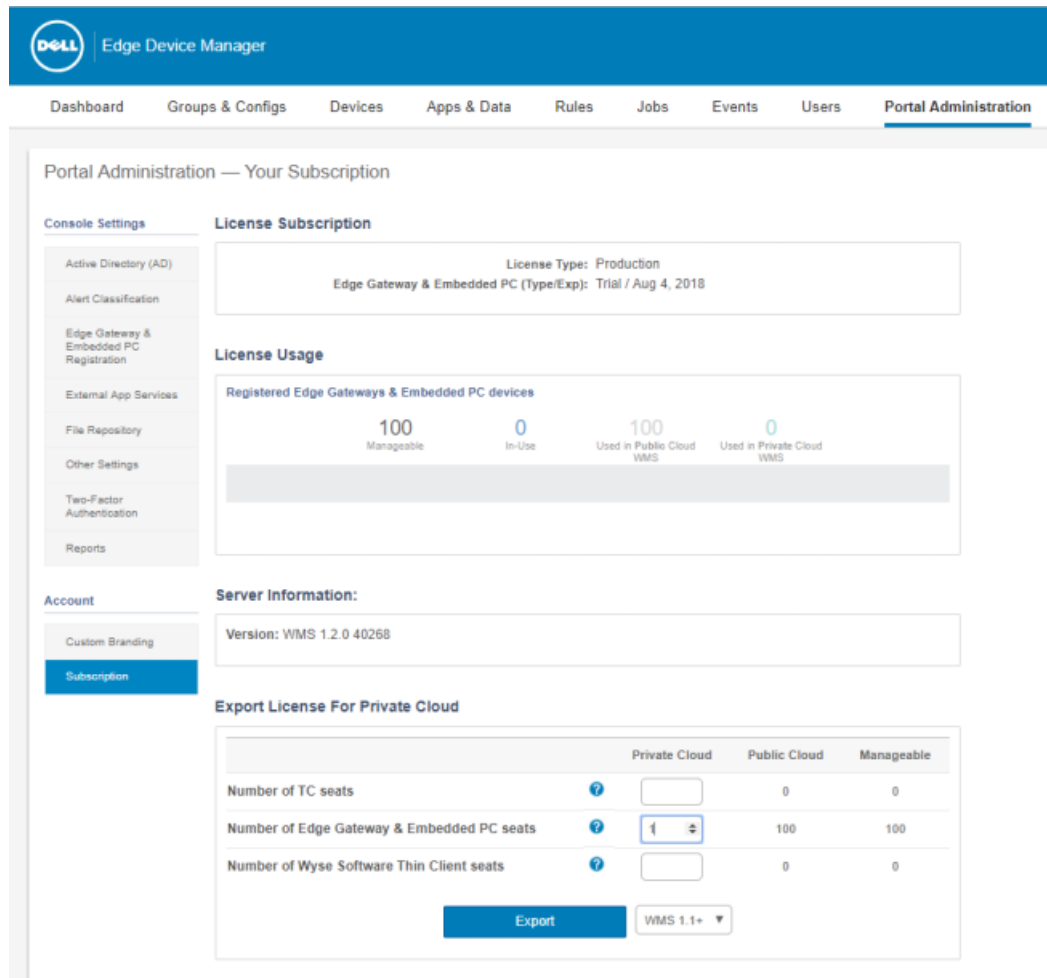 DELL
Edge Device Manager
Dashboard Groups & Configs Devices Apps & Data Rules Jobs Events Users Portal Administration
Portal Administration — Your Subscription
Console Settings
Active Directory (AD)
Alert Classification
Edge Gateway &
Embedded PC
Registration
External App Services
File Repository
Other Settings
Two-Factor
Authentication
Reports
Account
Custom Branding
Subscription
License Subscription
License Type: Production
Edge Gateway & Embedded PC (Type/Exp): Trial / Aug 4, 2018
License Usage
Registered Edge Gateways & Embedded PC devices
100 0 100 0
Manageable In-Use Used in Public Cloud Used in Private Cloud
WMS WMS
Server Information:
Version: WMS 1.2.0 40268
Export License For Private Cloud
Private Cloud Public Cloud Manageable
Number of TC seats ? 0 0
Number of Edge Gateway & Embedded PC seats ? 1 100 100
Number of Wyse Software Thin Client seats ? 0 0
Export WMS 1.1+